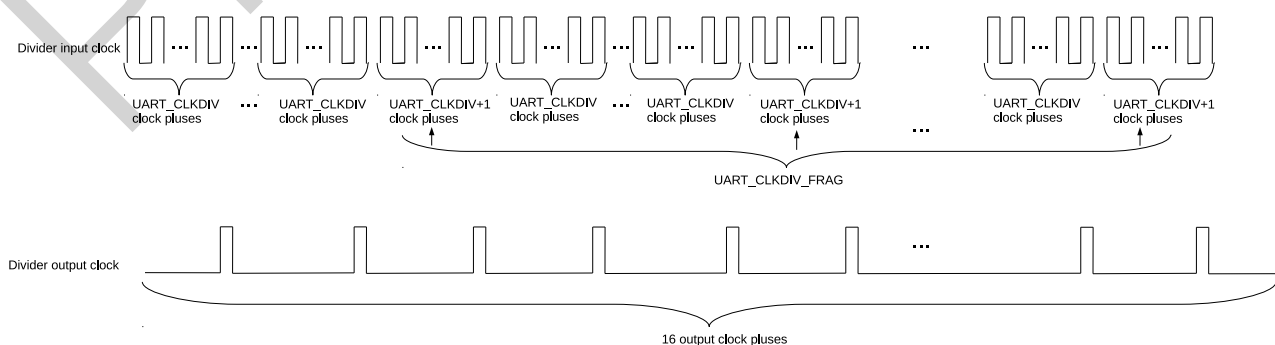 Divider input clock
... ... ... ... ... ... ... ... ... ...
UART_CLKDIV
clock pluses
...
UART_CLKDIV
clock pluses
UART_CLKDIV+1
clock pluses
UART_CLKDIV
clock pluses
...
UART_CLKDIV
clock pluses
UART_CLKDIV+1
clock pluses
...
UART_CLKDIV
clock pluses
UART_CLKDIV+1
clock pluses
UART_CLKDIV_FRAG
...
Divider output clock
16 output clock pluses